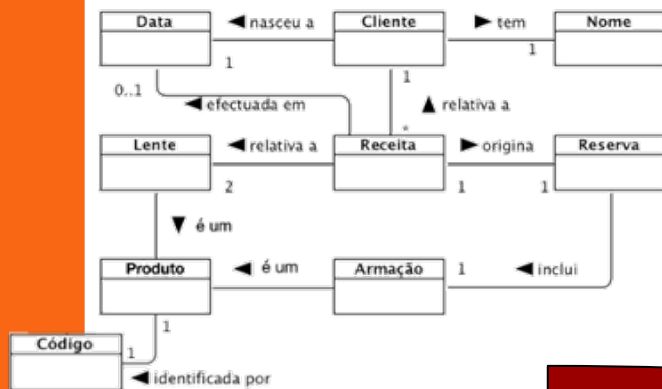 Data ◀ nasceu a Cliente ▶ tem Nome
1 1 1
0..1 ◀ efectuada em ▲ relativa a
*
Lente ◀ relativa a Receita ▶ origina Reserva
2 1 1
▼ é um
Produto ◀ é um Armação 1 ◀ inclui
1
Código 1
◀ identificada por